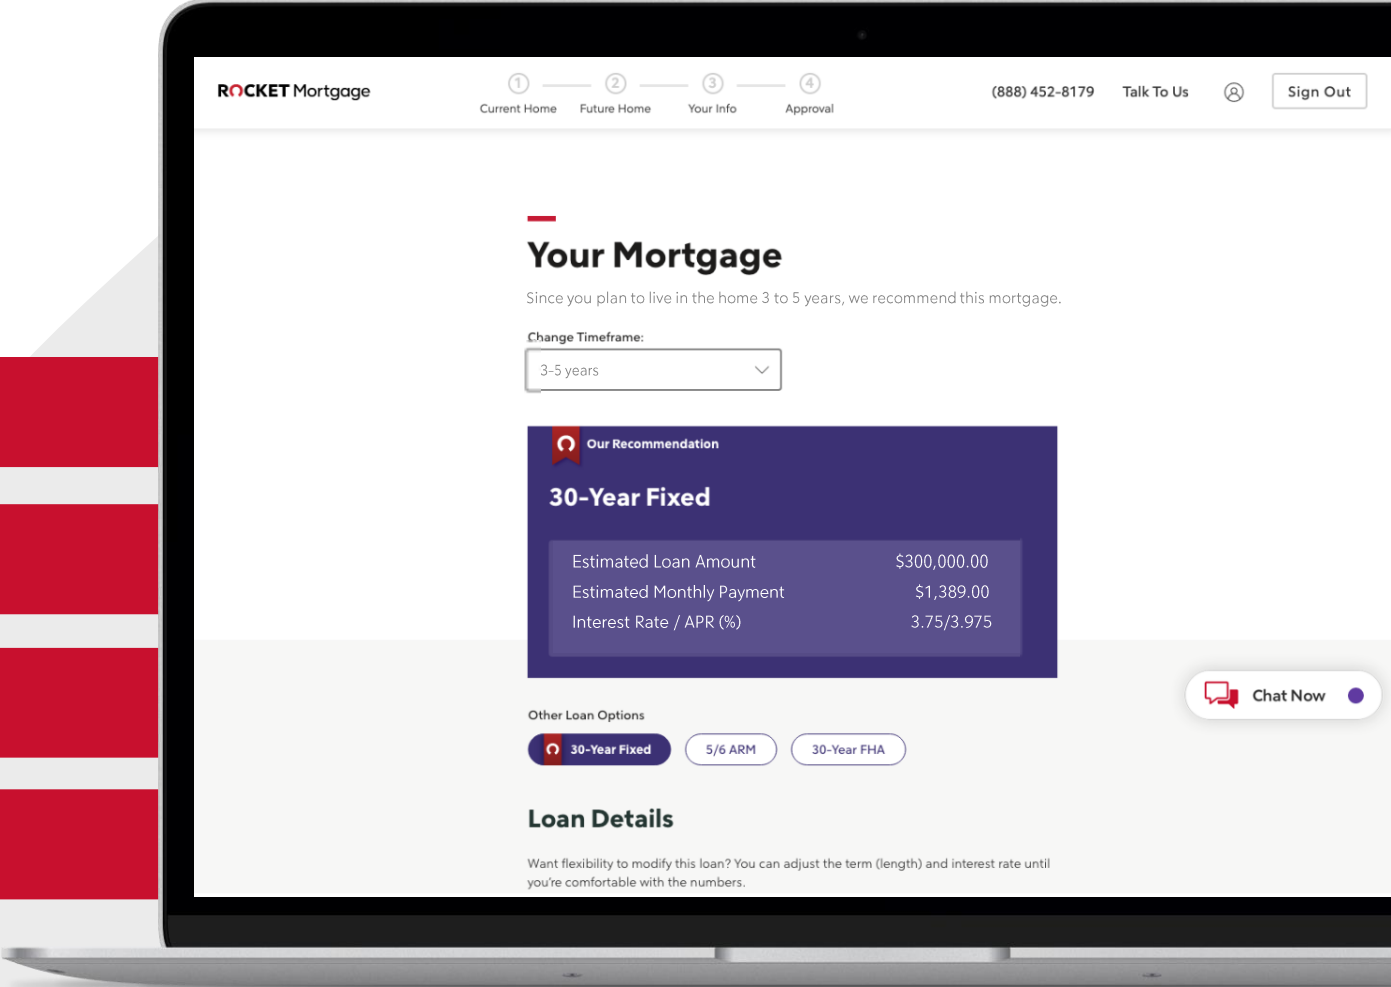 ROCKET Mortgage
1 2 3 4
Current Home Future Home Your Info Approval
(888) 452-8179 Talk To Us Sign Out
Your Mortgage
Since you plan to live in the home 3 to 5 years, we recommend this mortgage.
Change Timeframe:
3-5 years
Our Recommendation
30-Year Fixed
Estimated Loan Amount $300,000.00
Estimated Monthly Payment $1,389.00
Interest Rate / APR (%) 3.75/3.975
Chat Now
Other Loan Options
30-Year Fixed 5/6 ARM 30-Year FHA
Loan Details
Want flexibility to modify this loan? You can adjust the term (length) and interest rate until
you're comfortable with the numbers.